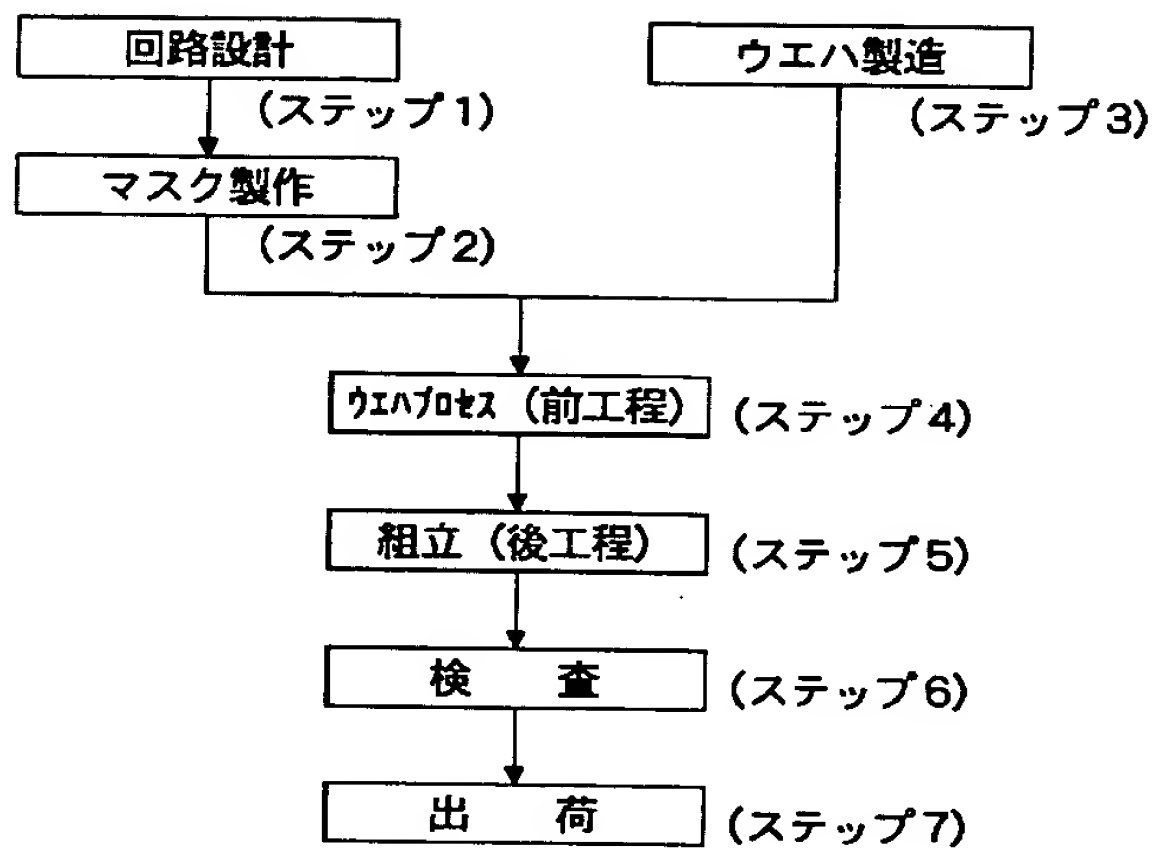 回路設計
(ステップ1)
ウエハ製造
(ステップ3)
マスク製作
(ステップ2)
ウエハプロセス (前工程)
(ステップ4)
組立 (後工程)
(ステップ5)
検 査
(ステップ6)
出 荷
(ステップ7)